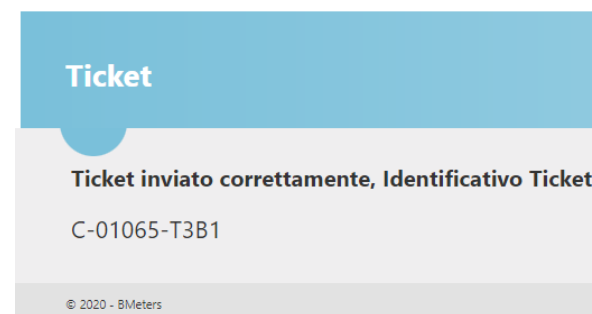 Ticket
Ticket inviato correttamente, Identificativo Ticket
C-01065-T3B1
© 2020 - BMeters